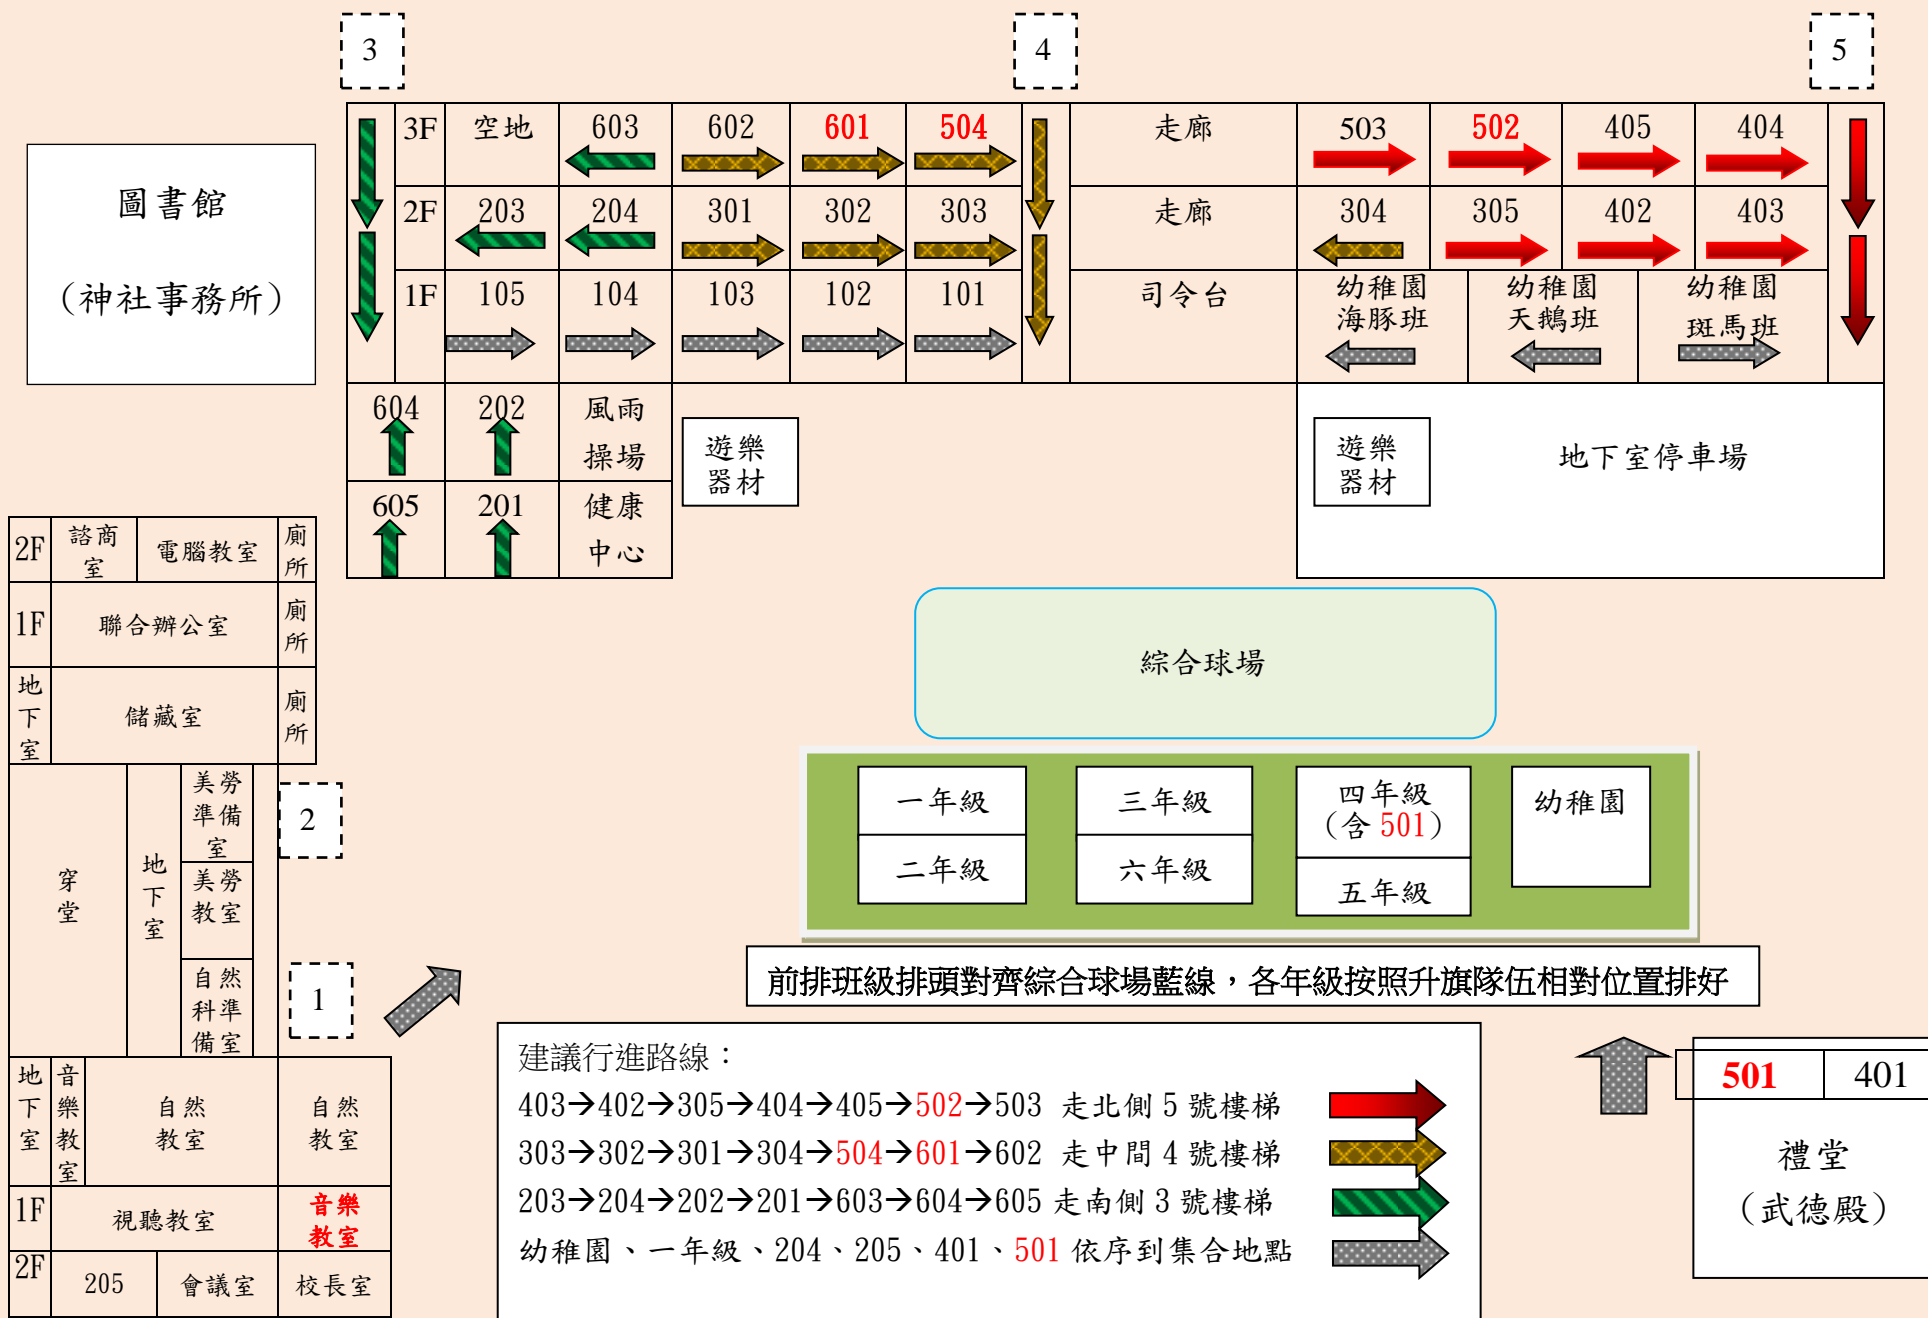 3
4
5
圖書館
（神社事務所）
3F 空地 603 602 601 504 走廊 503 502 405 404
2F 203 204 301 302 303 走廊 304 305 402 403
1F 105 104 103 102 101 司令台 幼稚園 幼稚園 幼稚園
海豚班 天鵝班 斑馬班
604 202 風雨
操場
605 201 健康
中心
遊樂
器材
遊樂
器材
地下室停車場
2F 諮商 電腦教室 廁
室 所
1F 聯合辦公室 廁
所
地
下
室
儲藏室
廁
所
穿
堂
地
下
室
美勞
準備
室
美勞
教室
自然
科準
備室
2
1
地
下
室
音
樂
教
室
自然
教室
自然
教室
1F 視聽教室 音樂
教室
2F 205 會議室 校長室
綜合球場
一年級
二年級
三年級
六年級
四年級
（含 501）
五年級
幼稚園
前排班級排頭對齊綜合球場藍線，各年級按照升旗隊伍相對位置排好
建議行進路線：
403→402→305→404→405→502→503 走北側 5 號樓梯
303→302→301→304→504→601→602 走中間 4 號樓梯
203→204→202→201→603→604→605 走南側 3 號樓梯
幼稚園、一年級、204、205、401、501 依序到集合地點
501 401
禮堂
（武德殿）